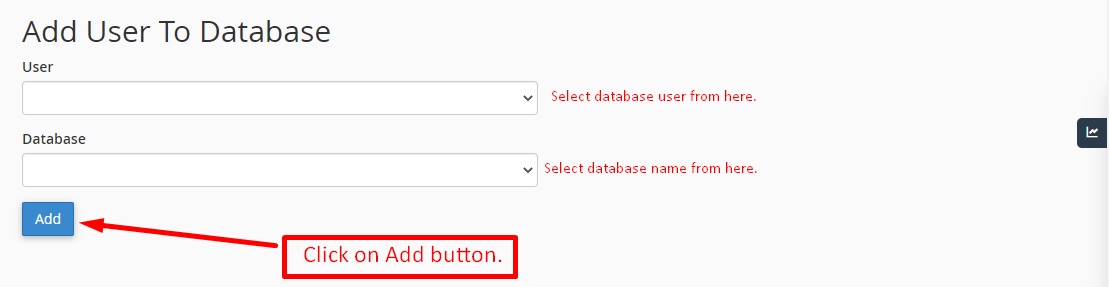 Add User To Database
User
Select database user from here.
Database
Select database name from here.
Add
Click on Add button.